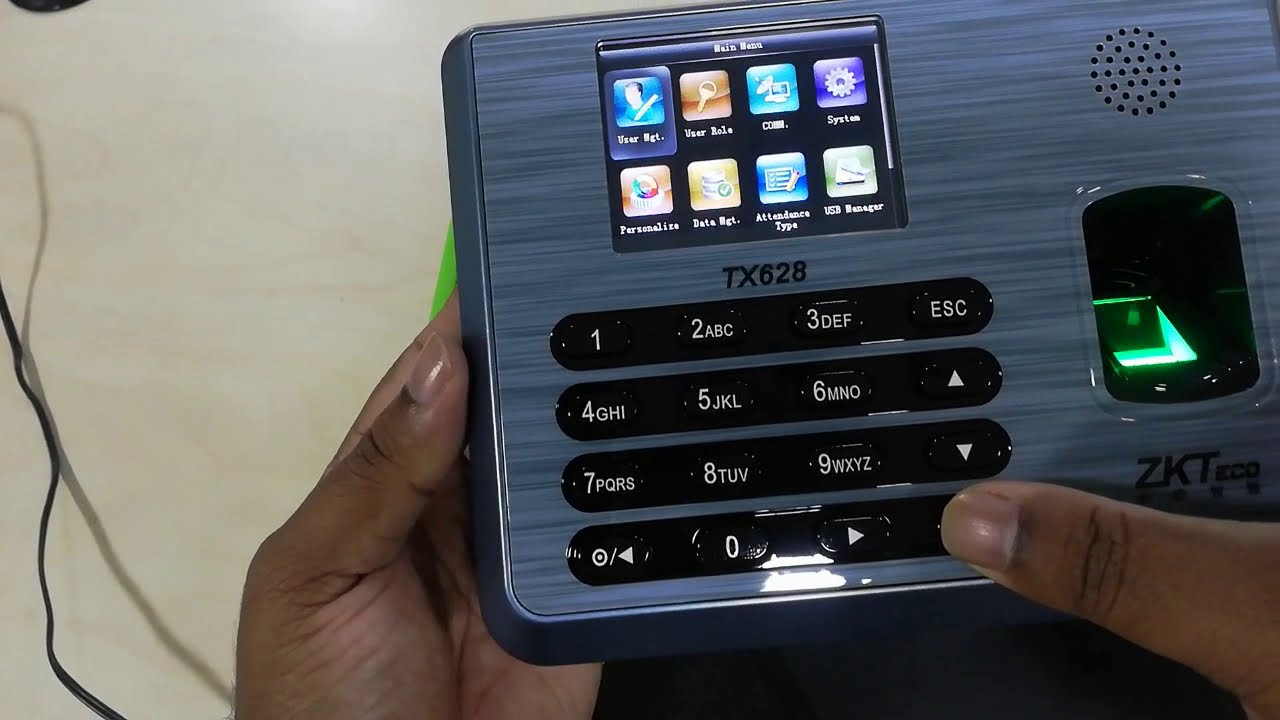 Main Menu
User Mgt. User Role COMM. System
Personalize Data Mgt. Attendance Type USB Manager
TX628
1 2ABC 3DEF ESC
4GHI 5JKL 6MNO ▲
7PQRS 8TUV 9WXYZ ▼
⊙/◀ 0 ▶
ZKTeco